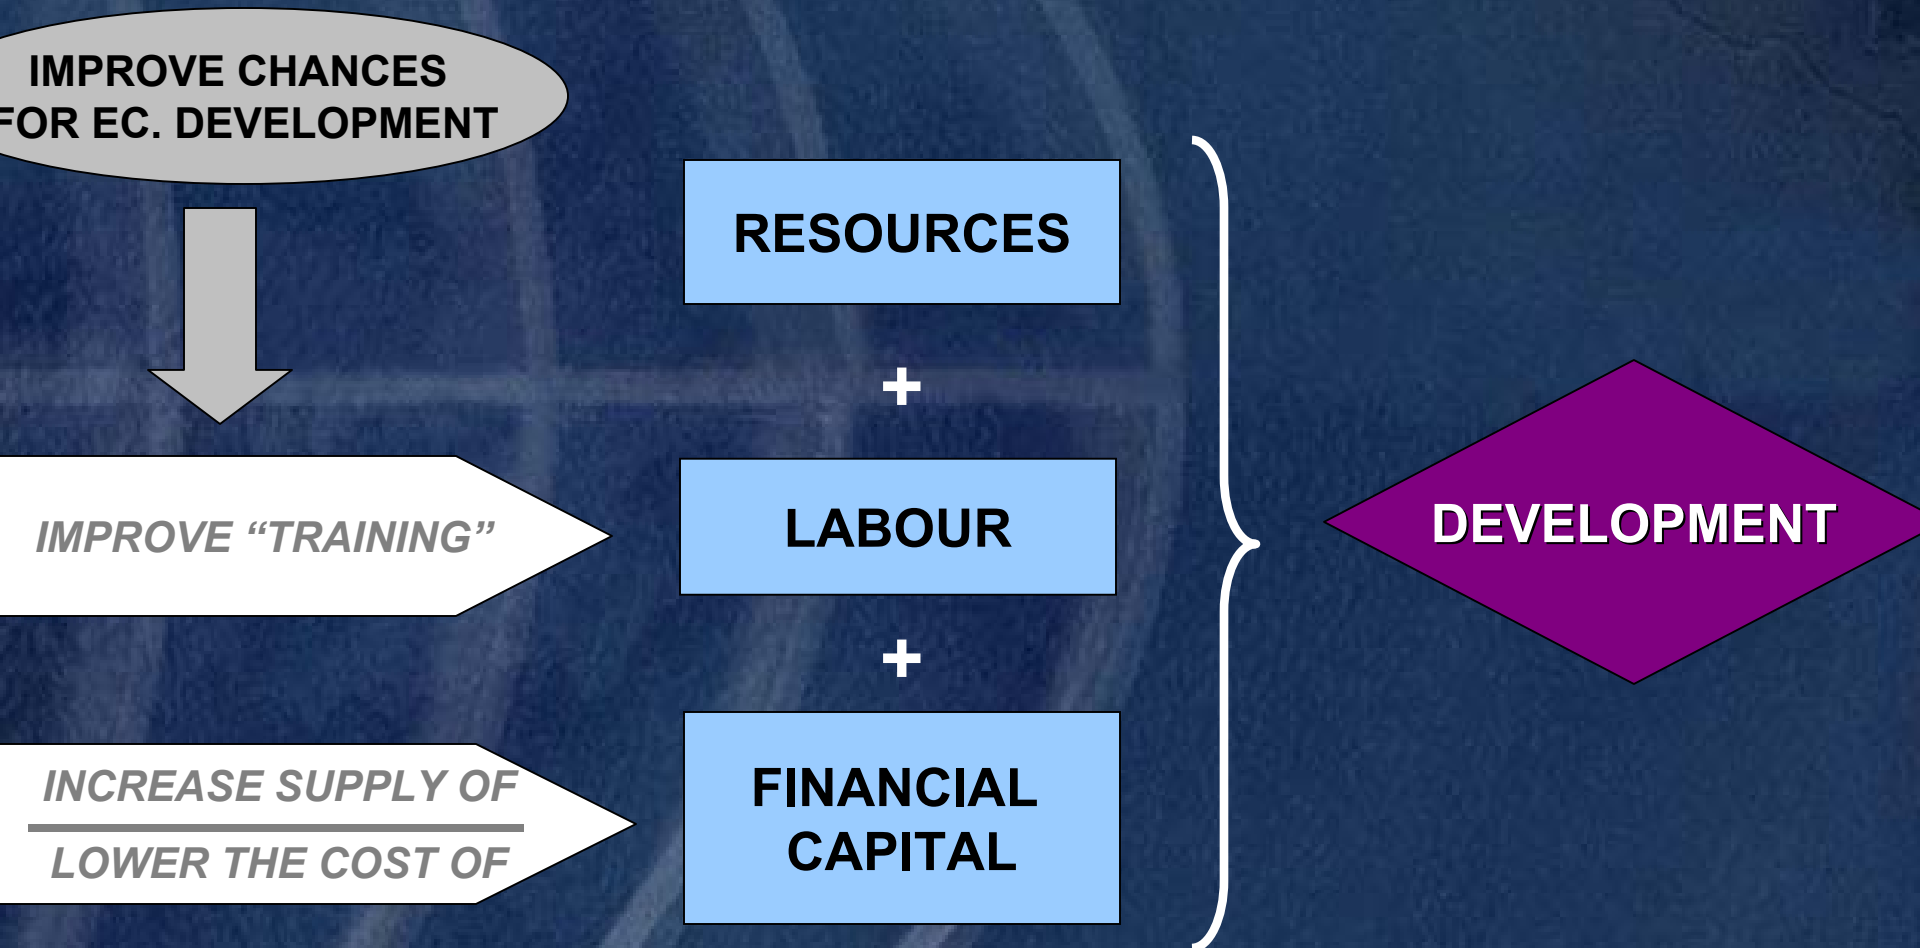 IMPROVE CHANCES
FOR EC. DEVELOPMENT
RESOURCES
+
IMPROVE “TRAINING”
LABOUR
DEVELOPMENT
+
INCREASE SUPPLY OF
LOWER THE COST OF
FINANCIAL
CAPITAL